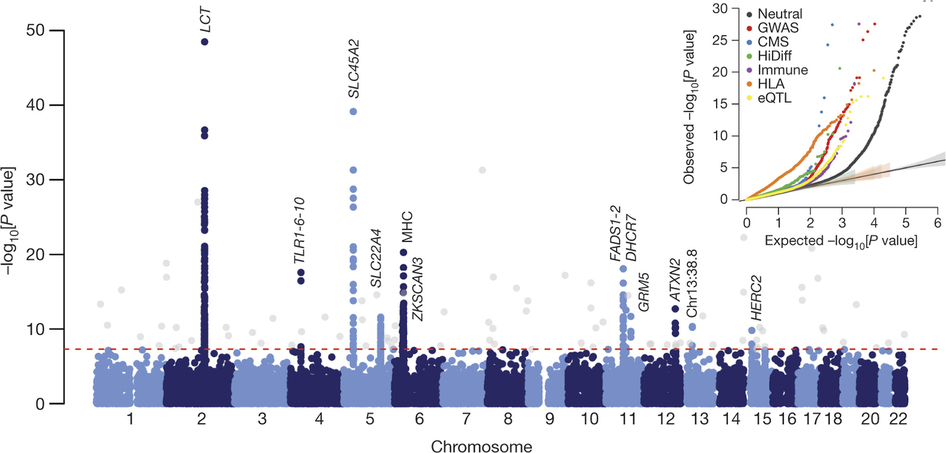 LCT
SLC45A2
TLR1-6-10
SLC22A4
MHC
ZKSCAN3
FADS1-2
DHCR7
GRM5
ATXN2
Chr13:38.8
HERC2
50
40
30
20
10
0
–log10[P value]
1 2 3 4 5 6 7 8 9 10 11 12 13 14 15 16 17 18 20 22
Chromosome
Neutral
GWAS
CMS
HiDiff
Immune
HLA
eQTL
30
25
20
15
10
5
0
Observed –log10[P value]
0 1 2 3 4 5 6
Expected –log10[P value]